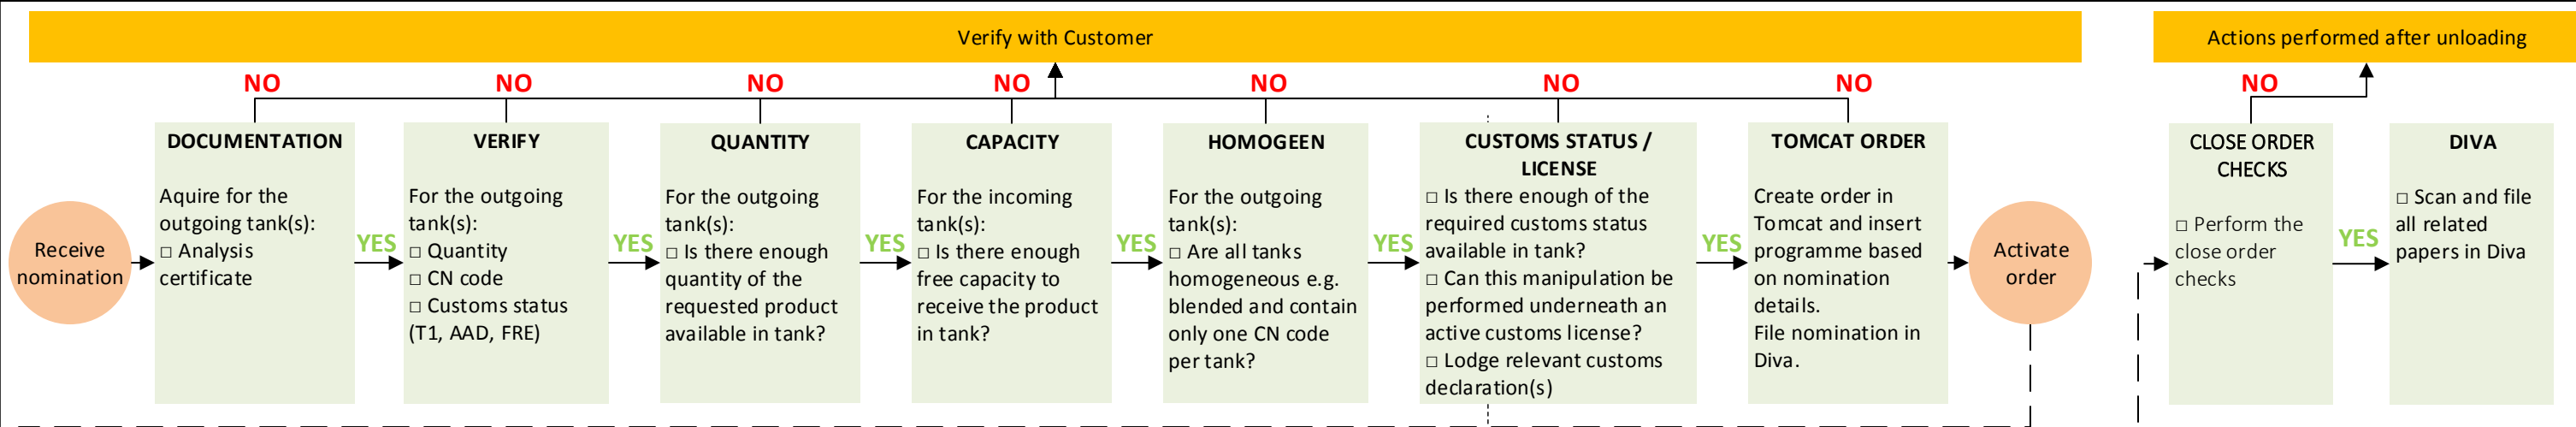 Verify with Customer
Actions performed after unloading
NO
NO
NO
NO
NO
NO
NO
NO
Receive
nomination
DOCUMENTATION
Aquire for the
outgoing tank(s):
□ Analysis
certificate
YES
VERIFY
For the outgoing
tank(s):
□ Quantity
□ CN code
□ Customs status
(T1, AAD, FRE)
YES
QUANTITY
For the outgoing
tank(s):
□ Is there enough
quantity of the
requested product
available in tank?
YES
CAPACITY
For the incoming
tank(s):
□ Is there enough
free capacity to
receive the product
in tank?
YES
HOMOGEEN
For the outgoing
tank(s):
□ Are all tanks
homogeneous e.g.
blended and contain
only one CN code
per tank?
YES
CUSTOMS STATUS /
LICENSE
□ Is there enough of the
required customs status
available in tank?
□ Can this manipulation be
performed underneath an
active customs license?
□ Lodge relevant customs
declaration(s)
YES
TOMCAT ORDER
Create order in
Tomcat and insert
programme based
on nomination
details.
File nomination in
Diva.
Activate
order
CLOSE ORDER
CHECKS
□ Perform the
close order
checks
YES
DIVA
□ Scan and file
all related
papers in Diva